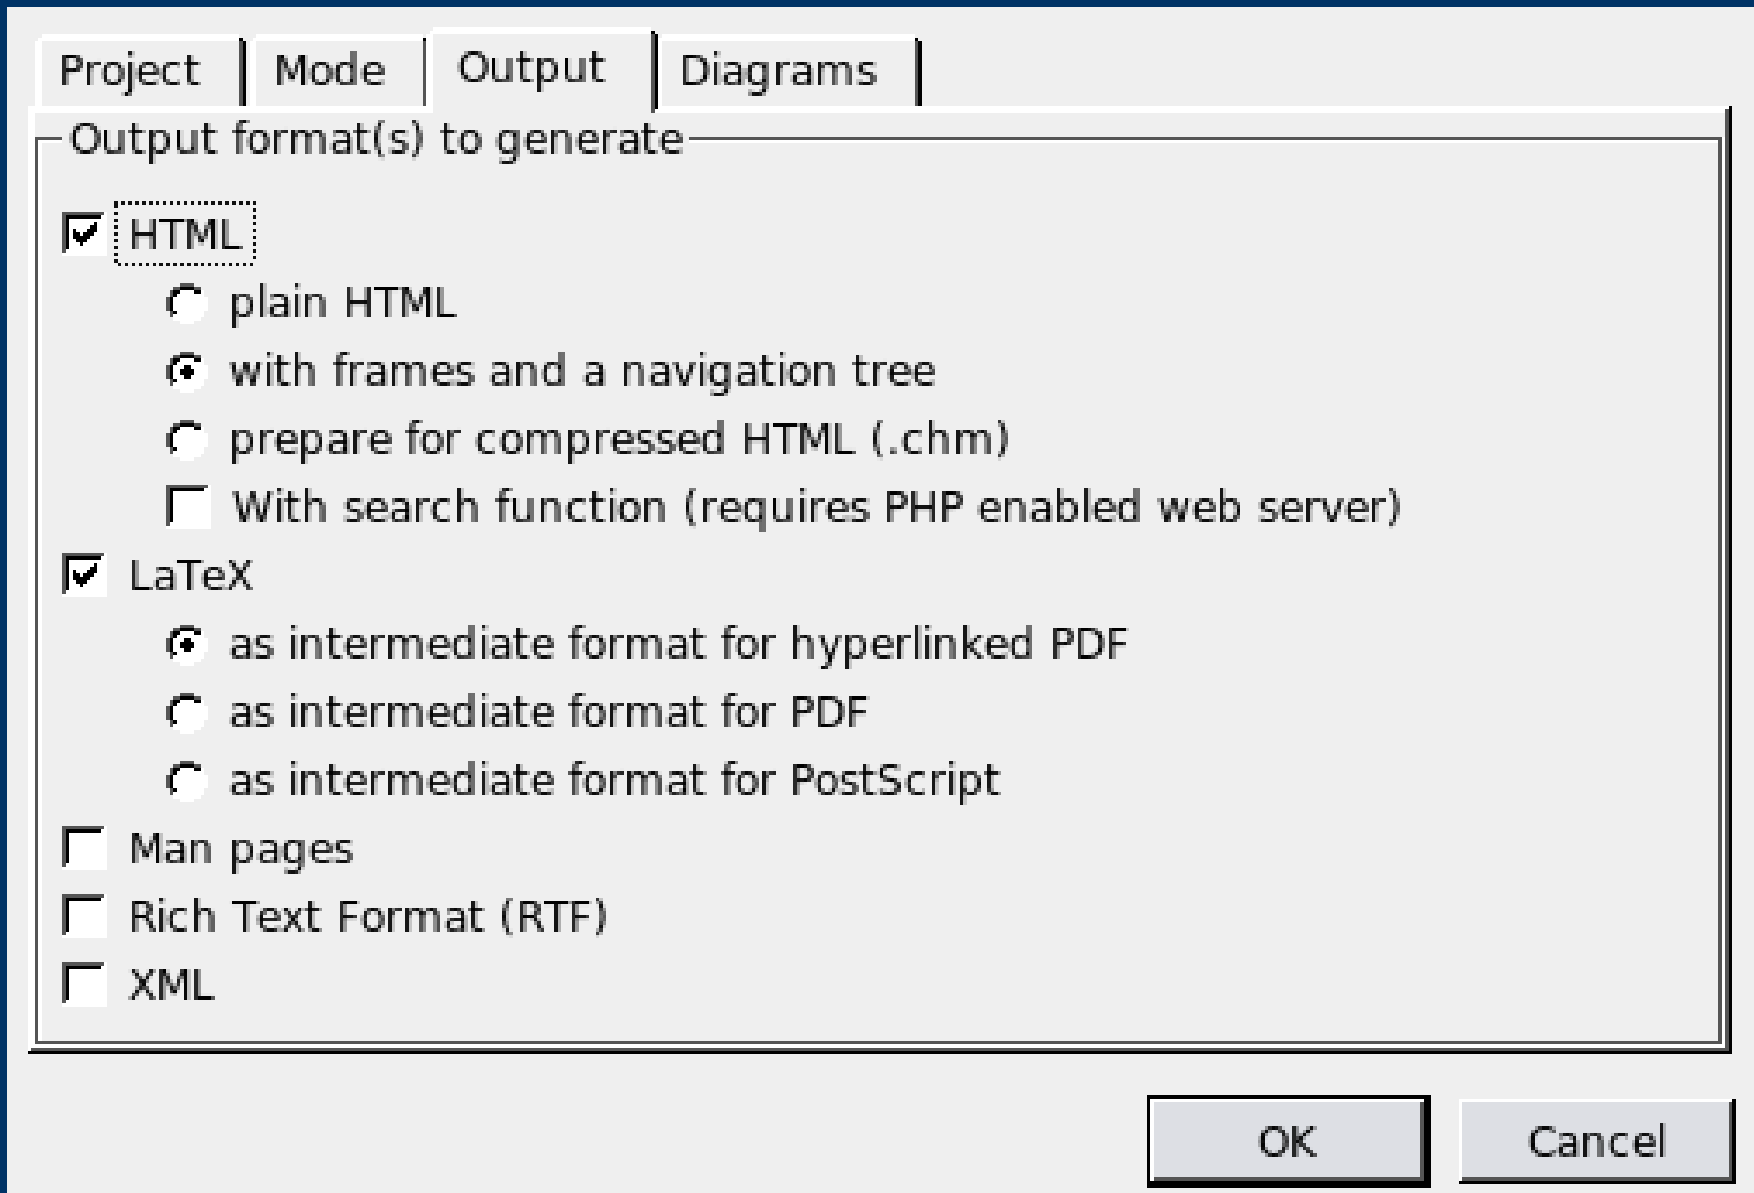 Project Mode Output Diagrams
Output format(s) to generate
HTML
plain HTML
with frames and a navigation tree
prepare for compressed HTML (.chm)
With search function (requires PHP enabled web server)
LaTeX
as intermediate format for hyperlinked PDF
as intermediate format for PDF
as intermediate format for PostScript
Man pages
Rich Text Format (RTF)
XML
OK Cancel